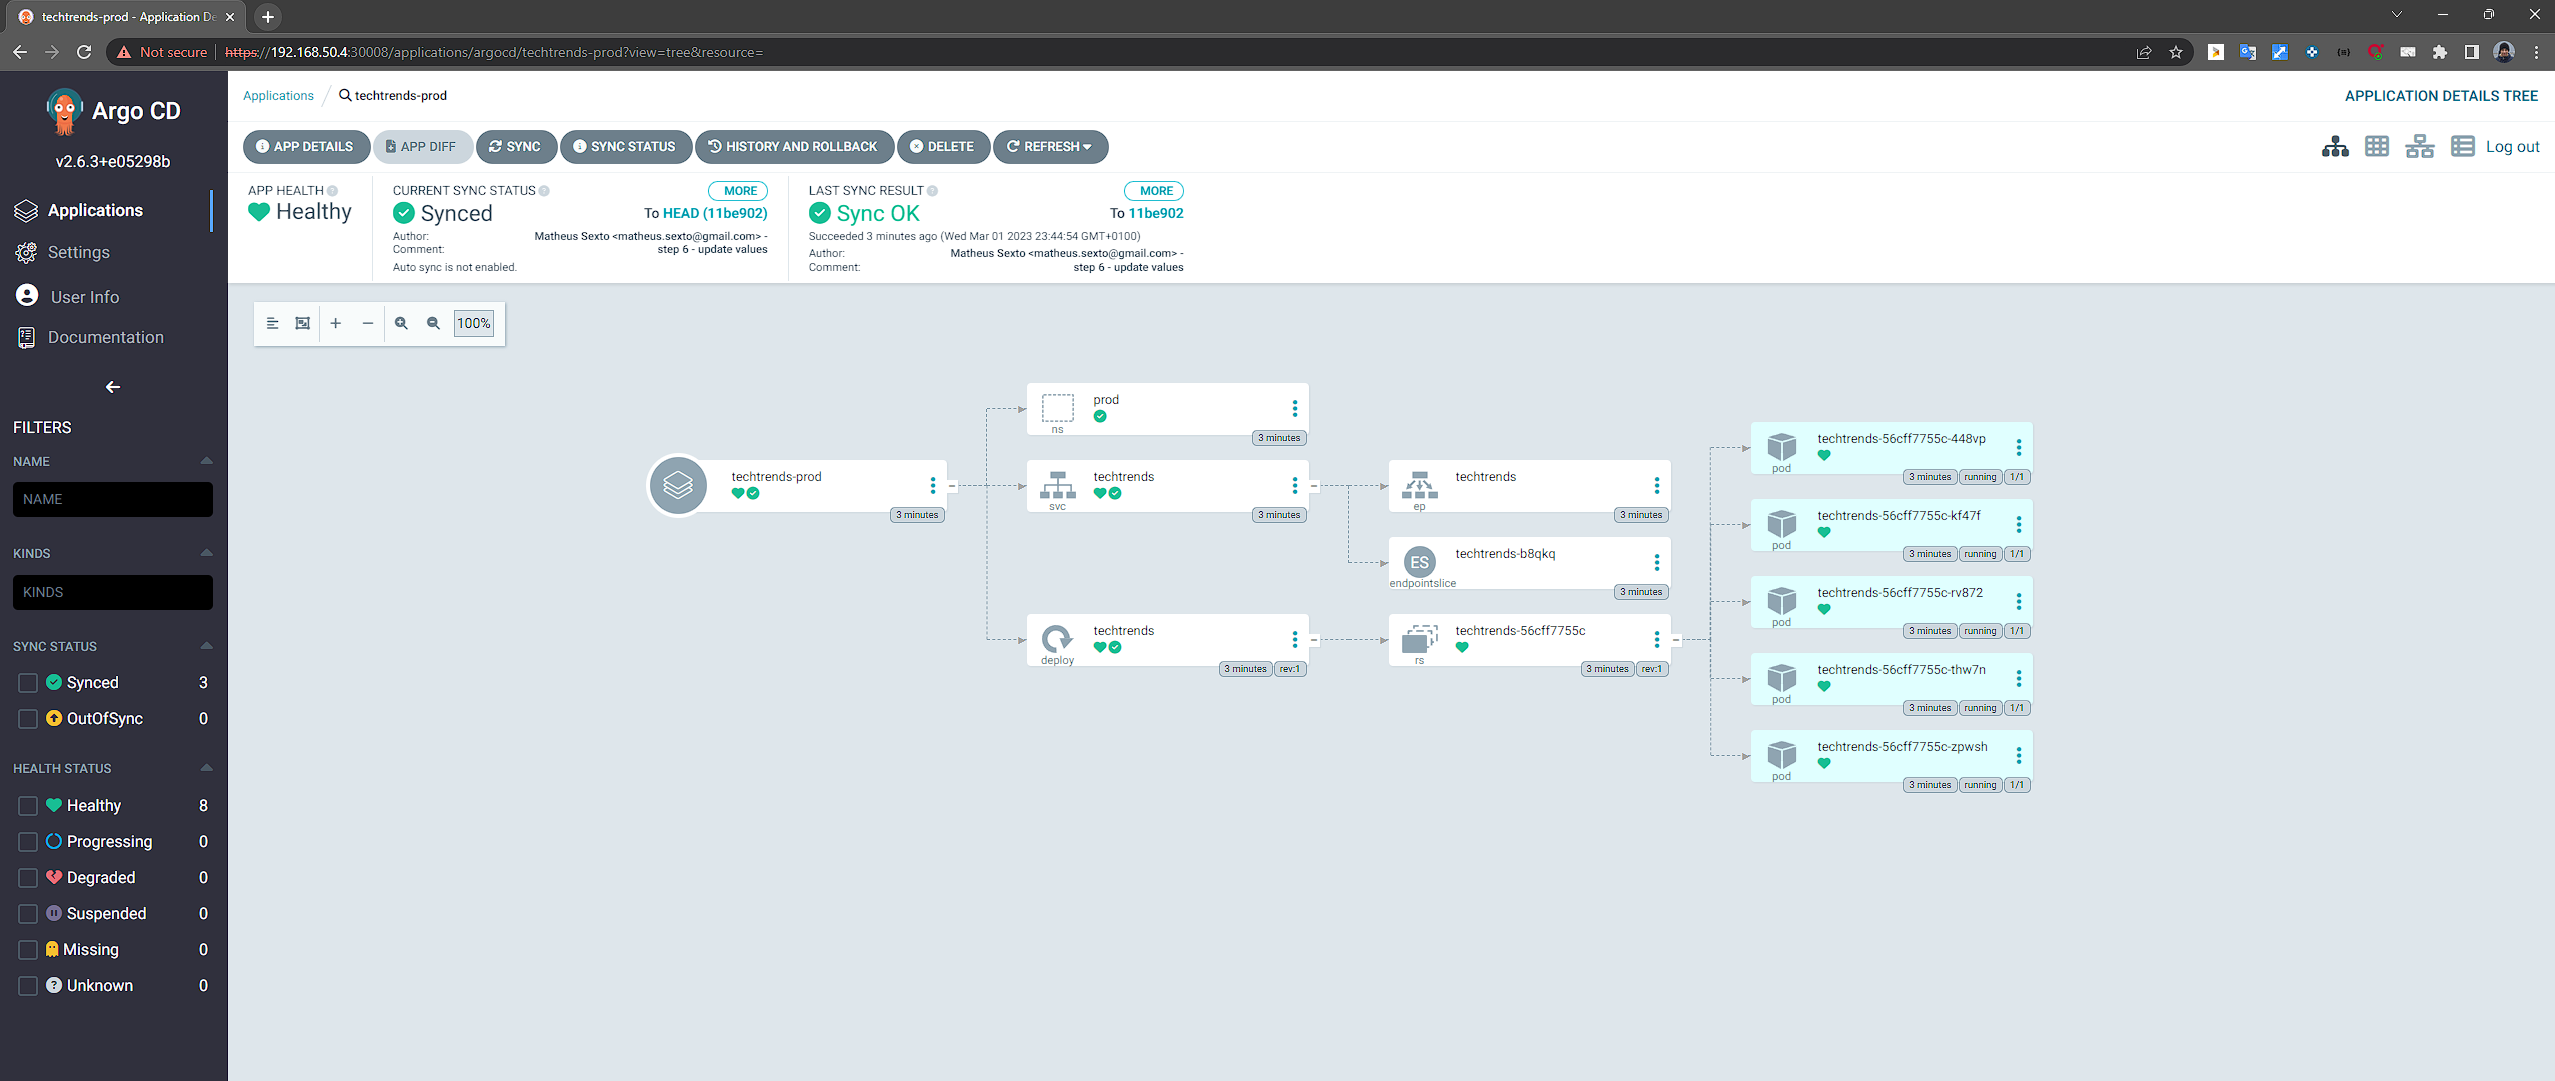 techtrends-prod - Application De
Not secure
https://192.168.50.4:30008/applications/argocd/techtrends-prod?view=tree&resource=
Argo CD
v2.6.3+e05298b
Applications
Settings
User Info
Documentation
FILTERS
NAME
NAME
KINDS
KINDS
SYNC STATUS
Synced 3
OutOfSync 0
HEALTH STATUS
Healthy 8
Progressing 0
Degraded 0
Suspended 0
Missing 0
Unknown 0
Applications / techtrends-prod
APPLICATION DETAILS TREE
APP DETAILS APP DIFF SYNC SYNC STATUS HISTORY AND ROLLBACK DELETE REFRESH
Log out
APP HEALTH
Healthy
CURRENT SYNC STATUS MORE
Synced To HEAD (11be902)
Author: Matheus Sexto <matheus.sexto@gmail.com> -
Comment: step 6 - update values
Auto sync is not enabled.
LAST SYNC RESULT MORE
Sync OK To 11be902
Succeeded 3 minutes ago (Wed Mar 01 2023 23:44:54 GMT+0100)
Author: Matheus Sexto <matheus.sexto@gmail.com> -
Comment: step 6 - update values
100%
techtrends-prod
3 minutes
prod
ns
3 minutes
techtrends
svc
3 minutes
techtrends
deploy
3 minutes rev:1
techtrends
ep
3 minutes
ES
techtrends-b8qkq
endpointslice
3 minutes
techtrends-56cff7755c
rs
3 minutes rev:1
techtrends-56cff7755c-448vp
pod
3 minutes running 1/1
techtrends-56cff7755c-kf47f
pod
3 minutes running 1/1
techtrends-56cff7755c-rv872
pod
3 minutes running 1/1
techtrends-56cff7755c-thw7n
pod
3 minutes running 1/1
techtrends-56cff7755c-zpwsh
pod
3 minutes running 1/1